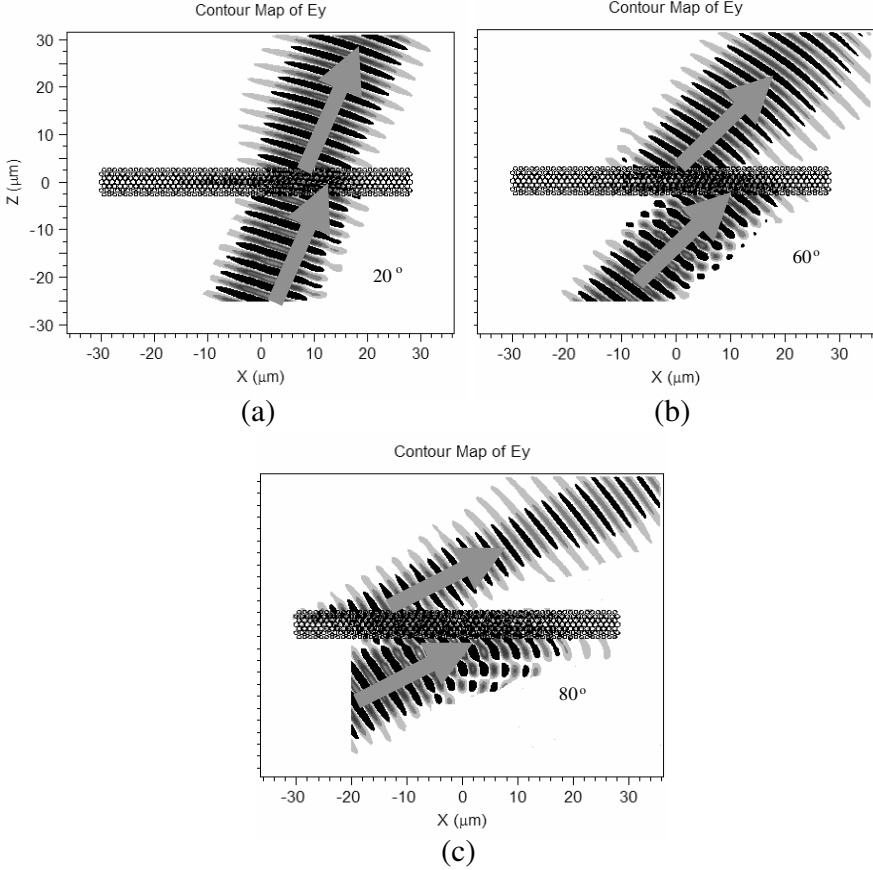 Contour Map of Ey
30
20
10
0
-10
-20
-30
Z (μm)
20 o
-30 -20 -10 0 10 20 30
X (μm)
(a)
Contour Map of Ey
60 o
-30 -20 -10 0 10 20 30
X (μm)
(b)
Contour Map of Ey
80 o
-30 -20 -10 0 10 20 30
X (μm)
(c)